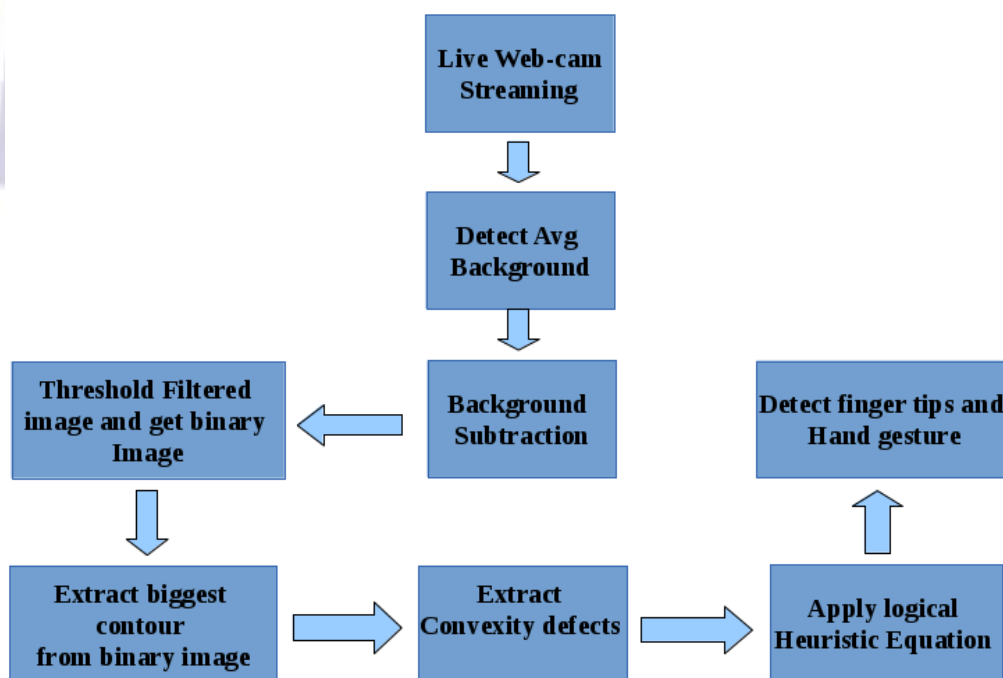 Live Web-cam
Streaming
Detect Avg
Background
Background
Subtraction
Threshold Filtered
image and get binary
Image
Extract biggest
contour
from binary image
Extract
Convexity defects
Apply logical
Heuristic Equation
Detect finger tips and
Hand gesture